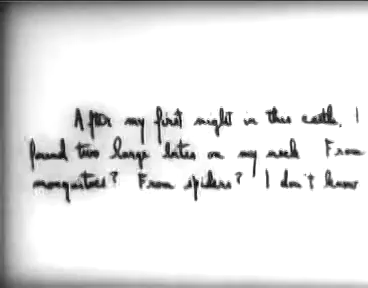 After my first night in this castle, I
found two large bites on my neck From
mosquitoes? From spiders? I don't know